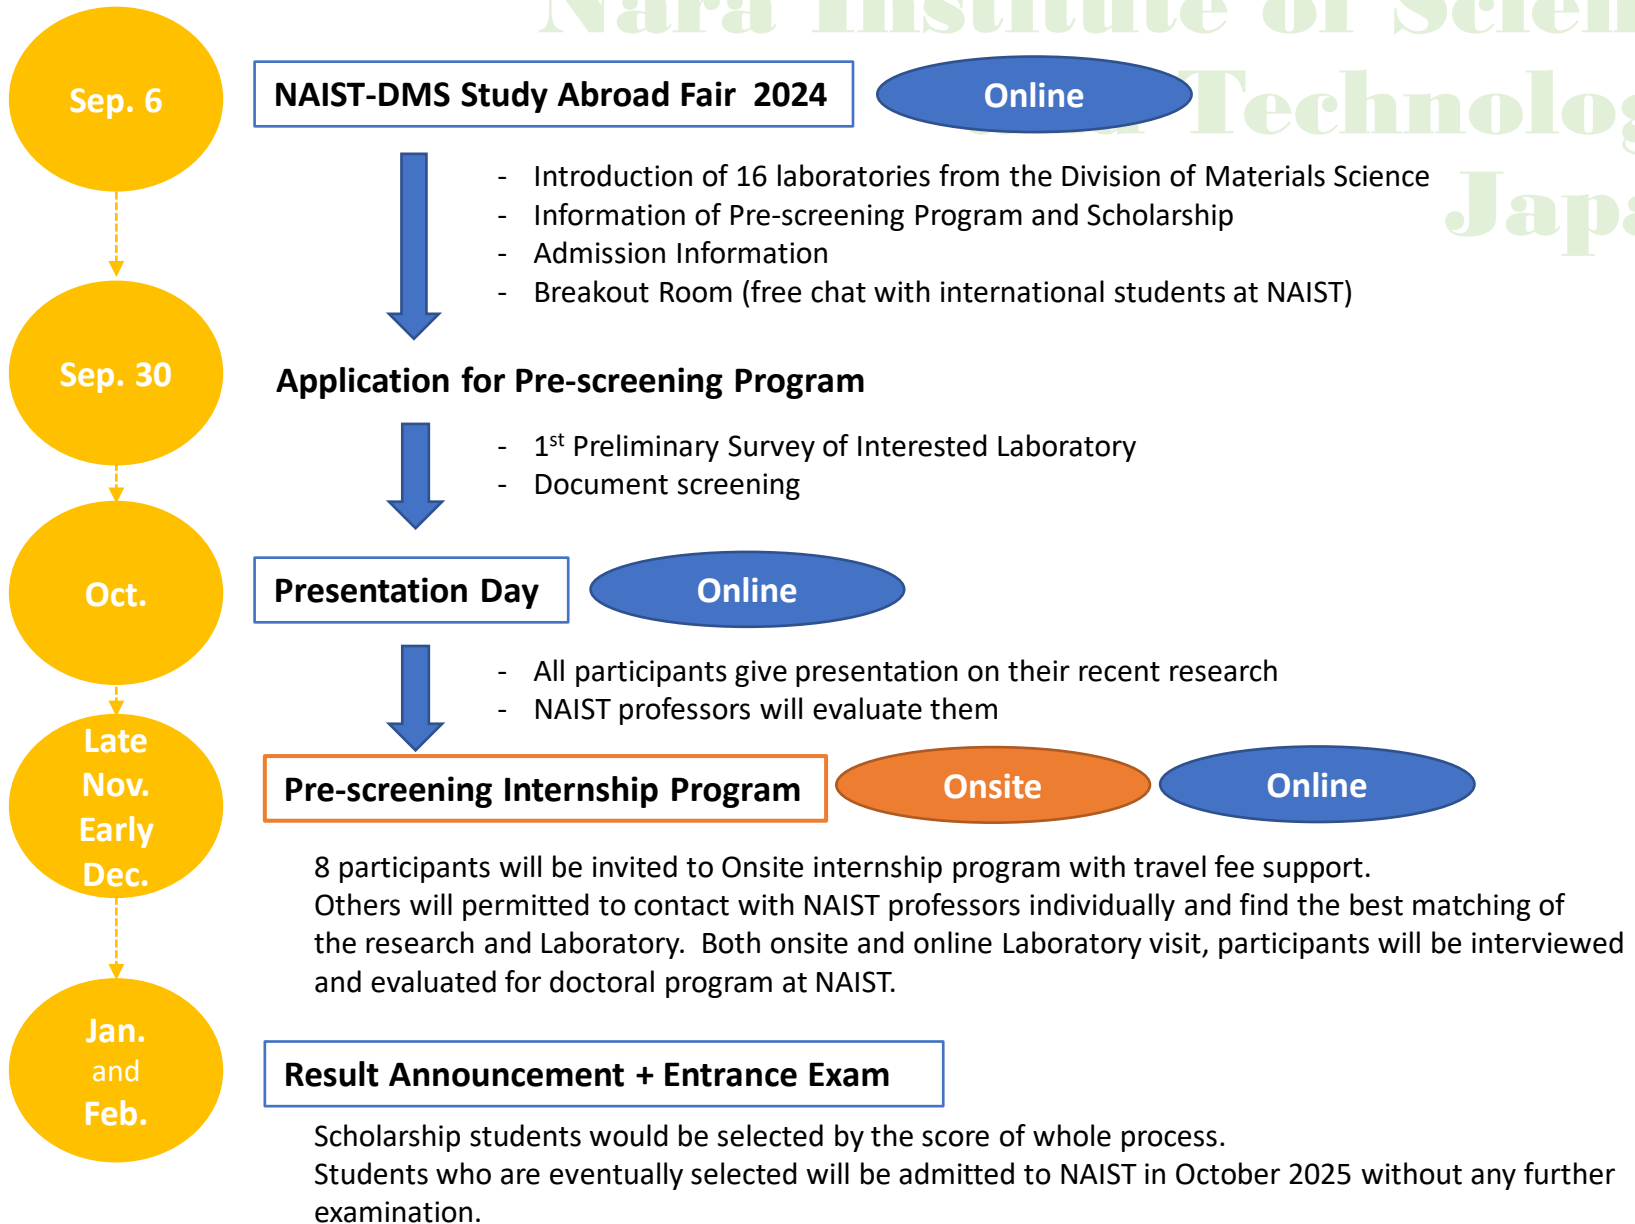 Nara Institute of Scien
Technolog
Japa
Sep. 6
NAIST-DMS Study Abroad Fair 2024
Online
- Introduction of 16 laboratories from the Division of Materials Science
- Information of Pre-screening Program and Scholarship
- Admission Information
- Breakout Room (free chat with international students at NAIST)
Sep. 30
Application for Pre-screening Program
- 1st Preliminary Survey of Interested Laboratory
- Document screening
Oct.
Presentation Day
Online
- All participants give presentation on their recent research
- NAIST professors will evaluate them
Late
Nov.
Early
Dec.
Pre-screening Internship Program
Onsite
Online
8 participants will be invited to Onsite internship program with travel fee support.
Others will permitted to contact with NAIST professors individually and find the best matching of
the research and Laboratory. Both onsite and online Laboratory visit, participants will be interviewed
and evaluated for doctoral program at NAIST.
Jan.
and
Feb.
Result Announcement + Entrance Exam
Scholarship students would be selected by the score of whole process.
Students who are eventually selected will be admitted to NAIST in October 2025 without any further
examination.